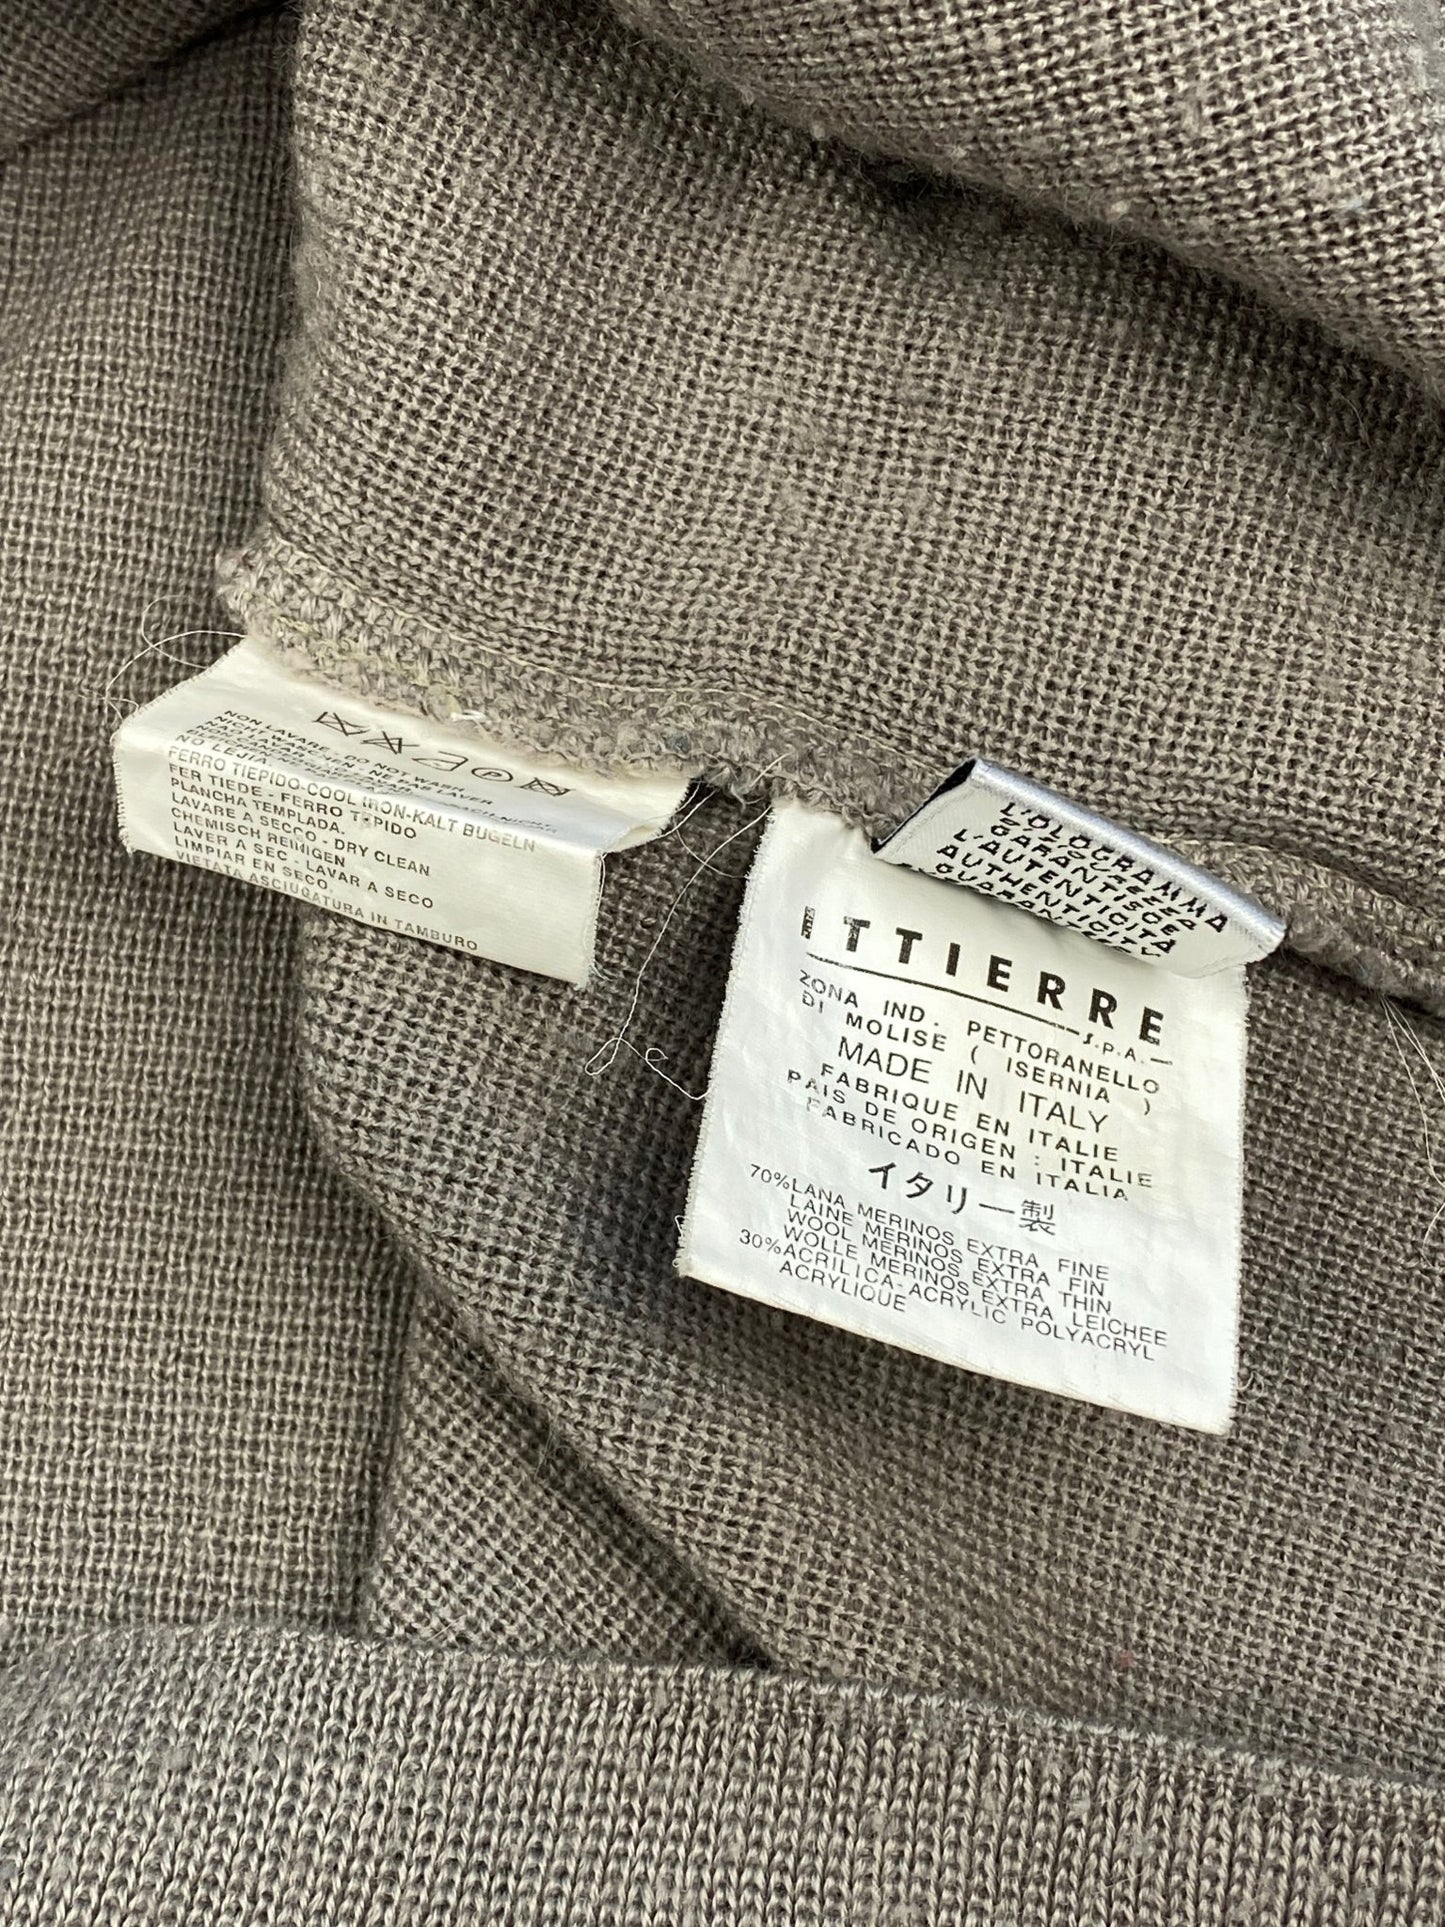 NON LAVARE - DO NOT WASH
NO LEJIA
FERRO TIEPIDO-COOL IRON-KALT BUGELN
FER TIEDE - FERRO TEPIDO
PLANCHA TEMPLADA.
LAVARE A SECCO - DRY CLEAN
CHEMISCH REINIGEN
LAVER A SEC - LAVAR A SECO
LIMPIAR EN SECO.
VIETATA ASCIUGATURA IN TAMBURO
L'OLOGRAMMA
GARANTISCE
L'AUTENTICITÀ
ITTIERRE
S.P.A.
ZONA IND. PETTORANELLO
DI MOLISE ( ISERNIA )
MADE IN ITALY
FABRIQUE EN ITALIE
PAIS DE ORIGEN : ITALIE
FABRICADO EN ITALIA
イタリー製
70%LANA MERINOS EXTRA FINE
LAINE MERINOS EXTRA FIN
WOOL MERINOS EXTRA THIN
WOLLE MERINOS EXTRA LEICHEE
30%ACRILICA-ACRYLIC POLYACRYL
ACRYLIQUE